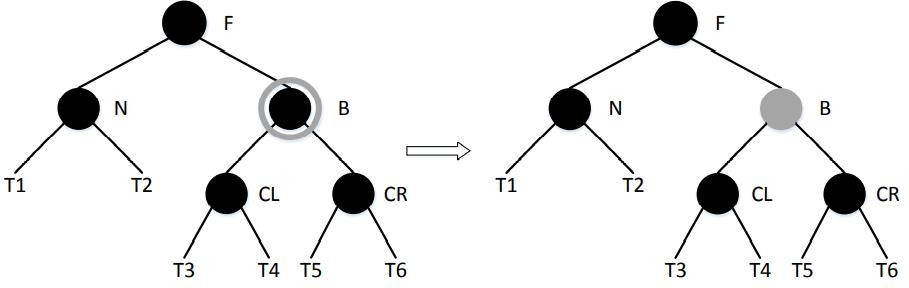 F F
N B N B
T1 T2 CL CR T1 T2 CL CR
T3 T4 T5 T6 T3 T4 T5 T6